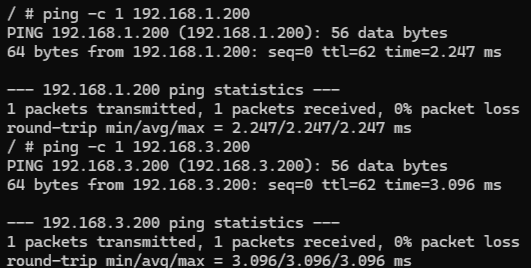 / # ping -c 1 192.168.1.200
PING 192.168.1.200 (192.168.1.200): 56 data bytes
64 bytes from 192.168.1.200: seq=0 ttl=62 time=2.247 ms

--- 192.168.1.200 ping statistics ---
1 packets transmitted, 1 packets received, 0% packet loss
round-trip min/avg/max = 2.247/2.247/2.247 ms
/ # ping -c 1 192.168.3.200
PING 192.168.3.200 (192.168.3.200): 56 data bytes
64 bytes from 192.168.3.200: seq=0 ttl=62 time=3.096 ms

--- 192.168.3.200 ping statistics ---
1 packets transmitted, 1 packets received, 0% packet loss
round-trip min/avg/max = 3.096/3.096/3.096 ms